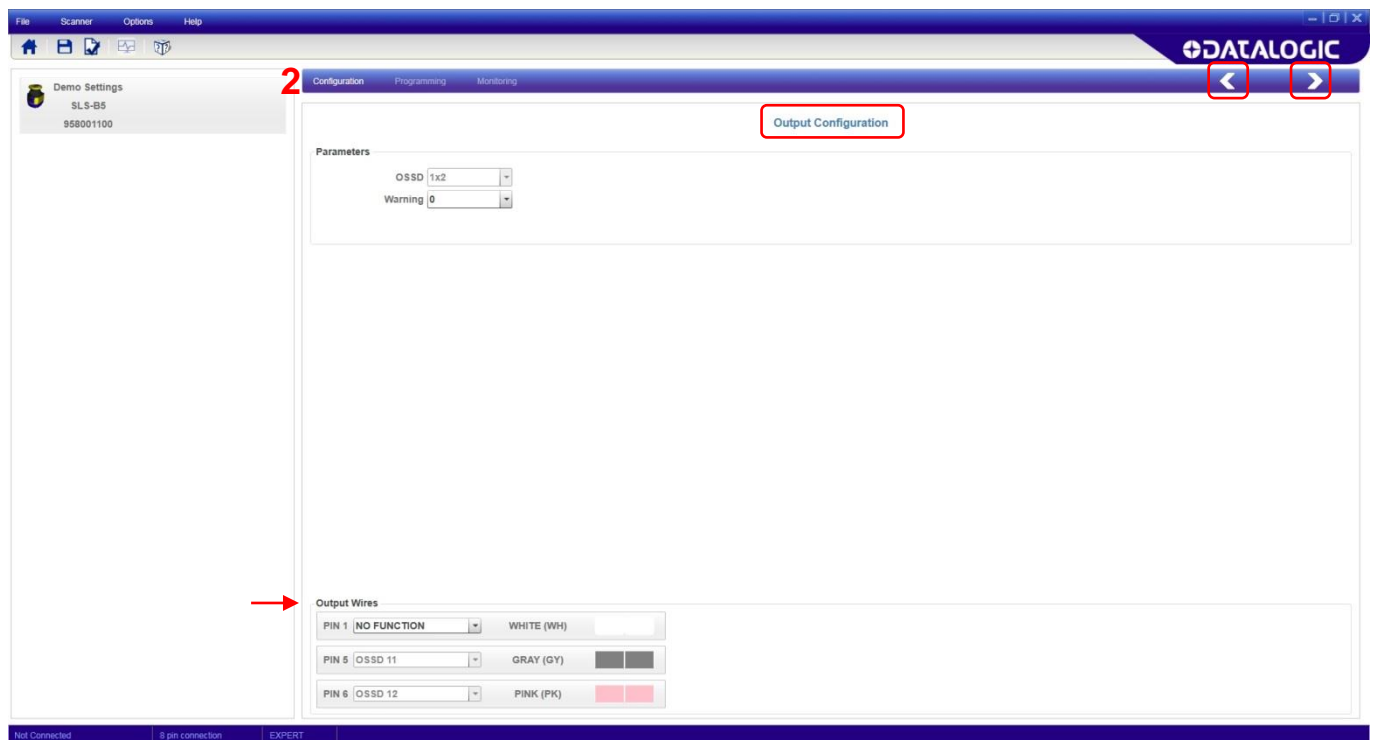 File Scanner Options Help
DATALOGIC
Demo Settings
SLS-B5
958001100
2
Configuration Programming Monitoring
Output Configuration
Parameters
OSSD 1x2
Warning 0
Output Wires
PIN 1 NO FUNCTION WHITE (WH)
PIN 5 OSSD 11 GRAY (GY)
PIN 6 OSSD 12 PINK (PK)
Not Connected 8 pin connection EXPERT